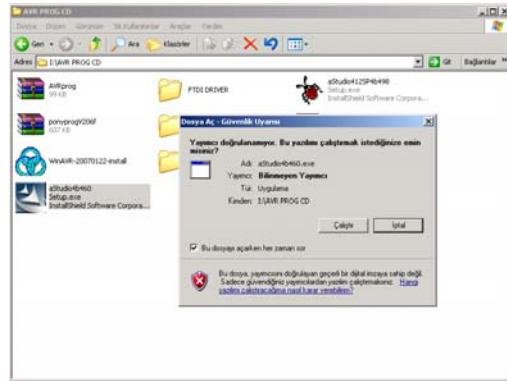 AVR PROG CD
Dosya Düzen Görünüm Sık Kullanılanlar Araçlar Yardım
Geri Ara Klasörler
Adres I:\AVR PROG CD Git Bağlantılar
AVRprog
99 KB
FTDI DRIVER
aStudio412SP4b498
Setup.exe
InstallShield Software Corpora...
ponyprogV206f
607 KB
WinAVR-20070122-install
aStudio4b460
Setup.exe
InstallShield Software Corpora...
Dosya Aç - Güvenlik Uyarısı
Yayımcı doğrulanamıyor. Bu yazılımı çalıştırmak istediğinize emin
misiniz?
Adı: aStudio4b460.exe
Yayımcı: Bilinmeyen Yayımcı
Tür: Uygulama
Kimden: I:\AVR PROG CD
Çalıştır İptal
Bu dosyayı açarken her zaman sor
Bu dosya, yayımcısını doğrulayan geçerli bir dijital imzaya sahip değil.
Sadece güvendiğiniz yayımcılardan yazılım çalıştırmalısınız. Hangi
yazılımı çalıştıracağıma nasıl karar verebilirim?